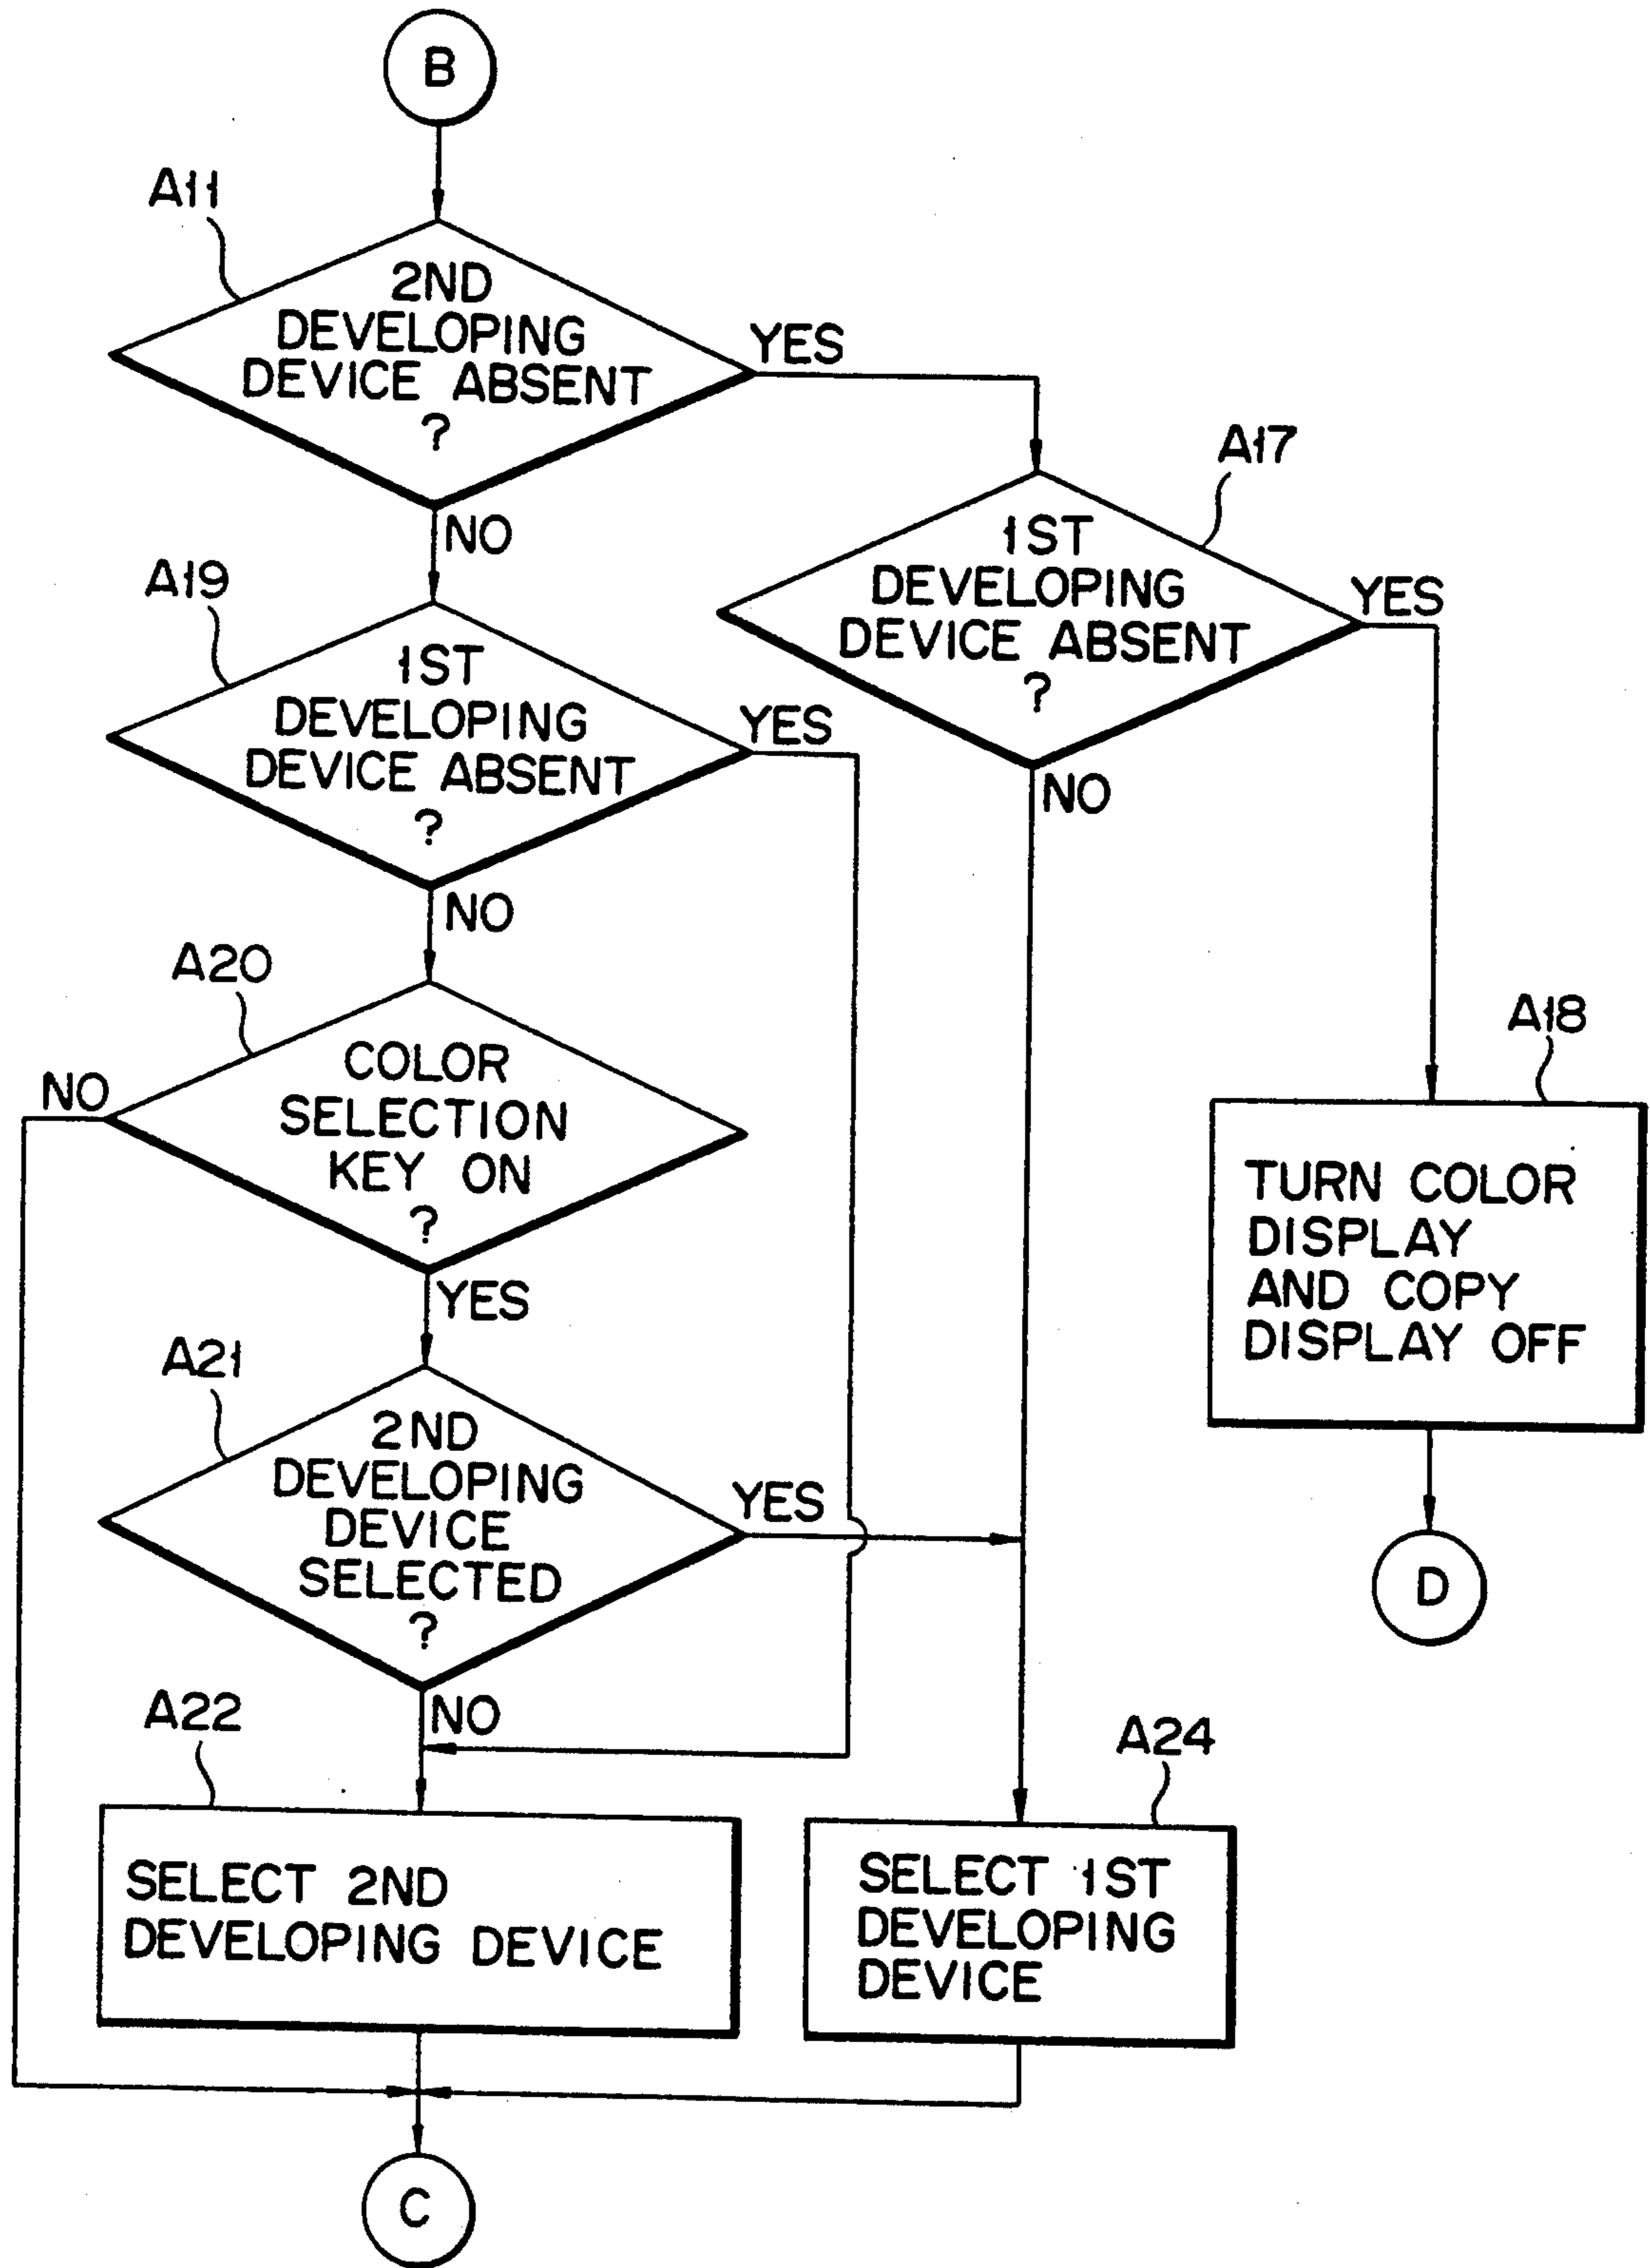 B
A11
2ND
DEVELOPING
DEVICE ABSENT
?
YES
NO
A17
1ST
DEVELOPING
DEVICE ABSENT
?
YES
NO
A19
1ST
DEVELOPING
DEVICE ABSENT
?
YES
NO
A20
COLOR
SELECTION
KEY ON
?
NO
YES
A18
TURN COLOR
DISPLAY
AND COPY
DISPLAY OFF
D
A21
2ND
DEVELOPING
DEVICE
SELECTED
?
YES
NO
A22
SELECT 2ND
DEVELOPING DEVICE
A24
SELECT 1ST
DEVELOPING
DEVICE
C